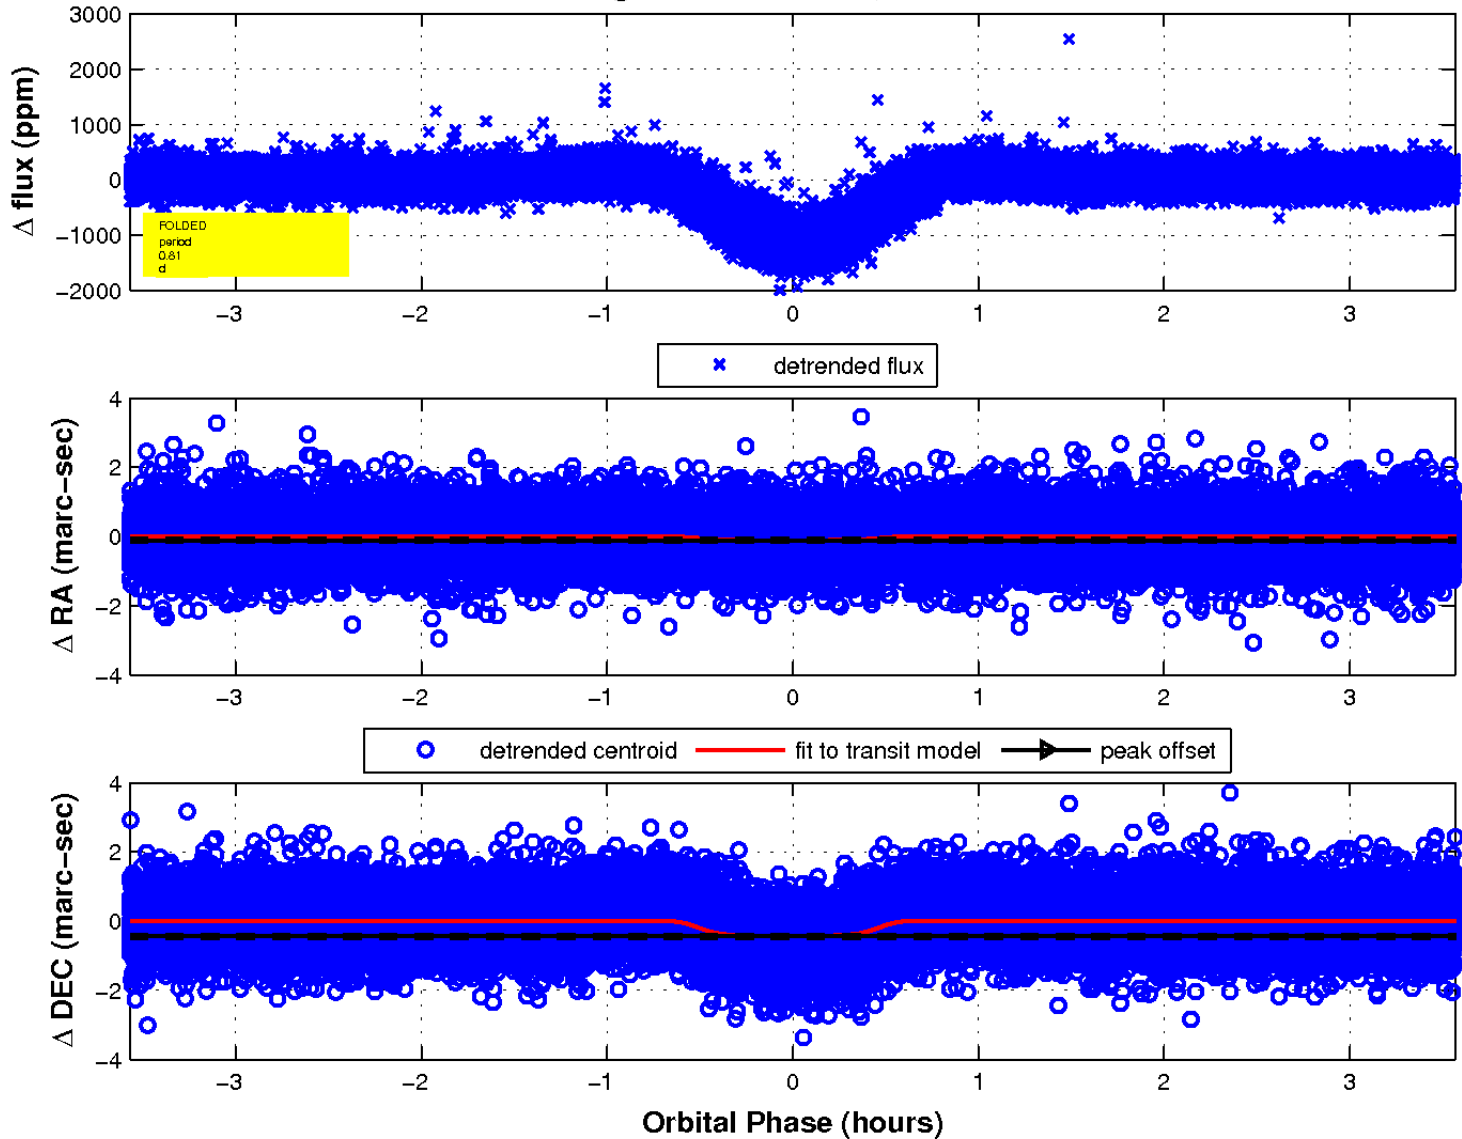 3000
2000
1000
0
−1000
−2000
Δ flux (ppm)
FOLDED
period
0.81
d
−3 −2 −1 0 1 2 3
detrended flux
4
2
0
−2
−4
Δ RA (marc−sec)
−3 −2 −1 0 1 2 3
detrended centroid fit to transit model peak offset
4
2
0
−2
−4
Δ DEC (marc−sec)
−3 −2 −1 0 1 2 3
Orbital Phase (hours)